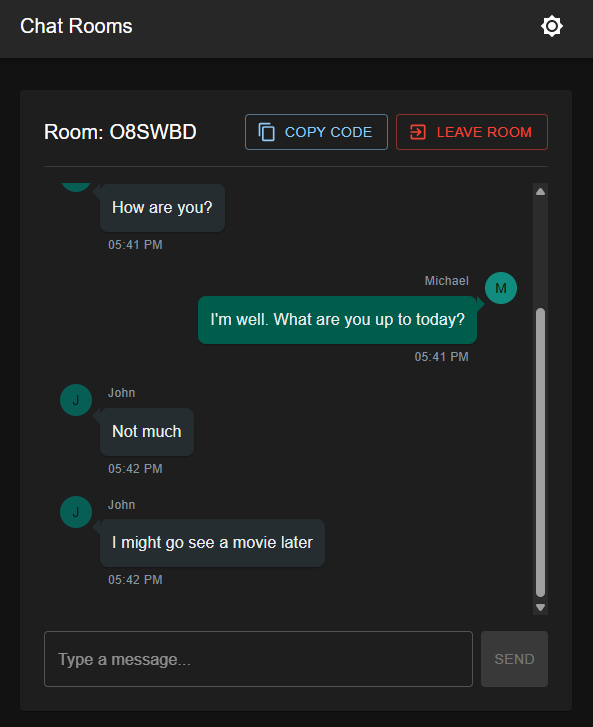 Chat Rooms
Room: O8SWBD
COPY CODE
LEAVE ROOM
How are you?
05:41 PM
Michael
M
I'm well. What are you up to today?
05:41 PM
John
J
Not much
05:42 PM
John
J
I might go see a movie later
05:42 PM
Type a message...
SEND